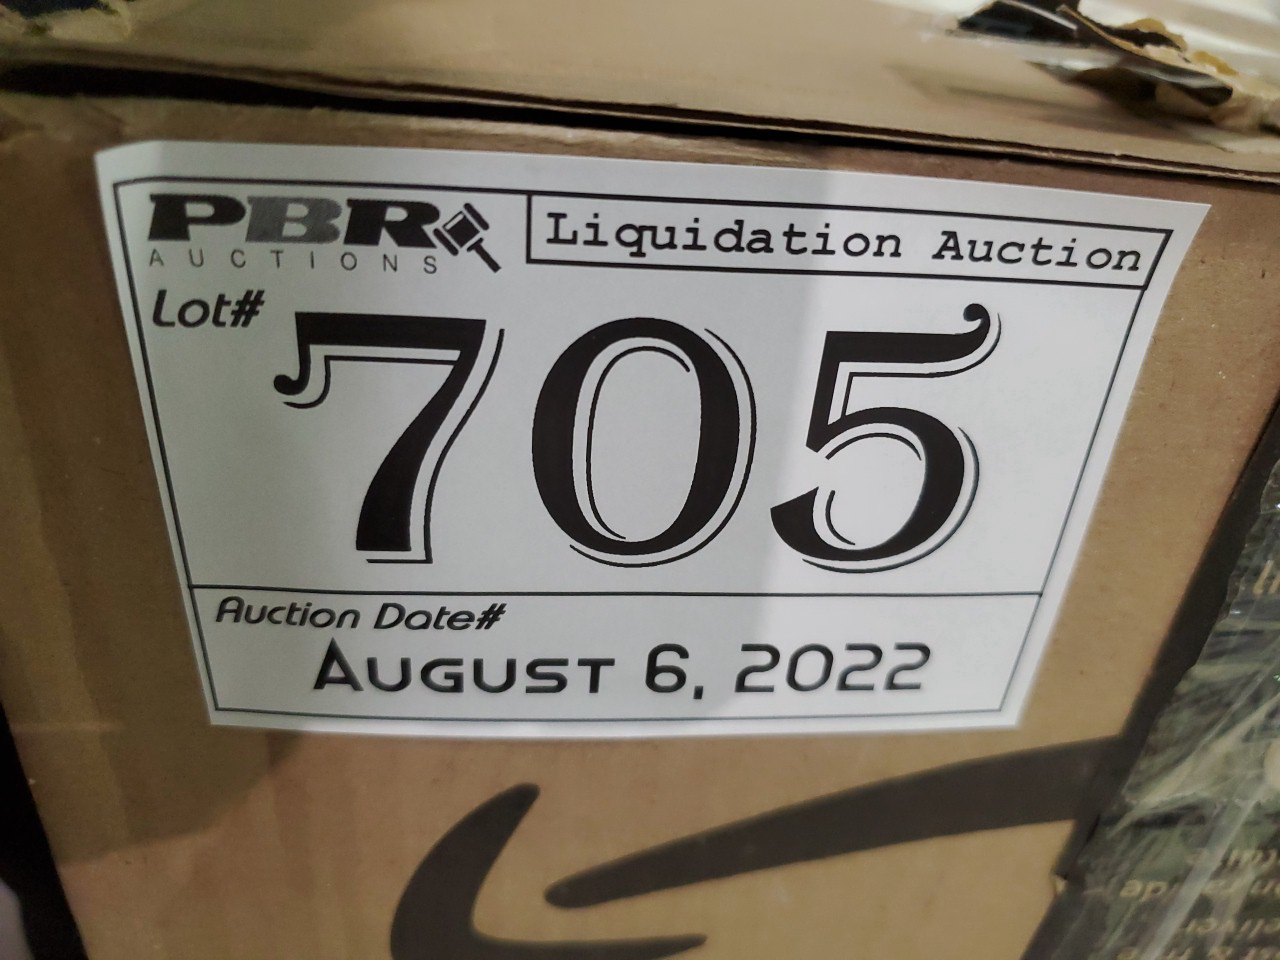 PBR
AUCTIONS
Liquidation Auction
Lot#
705
Auction Date#
August 6, 2022